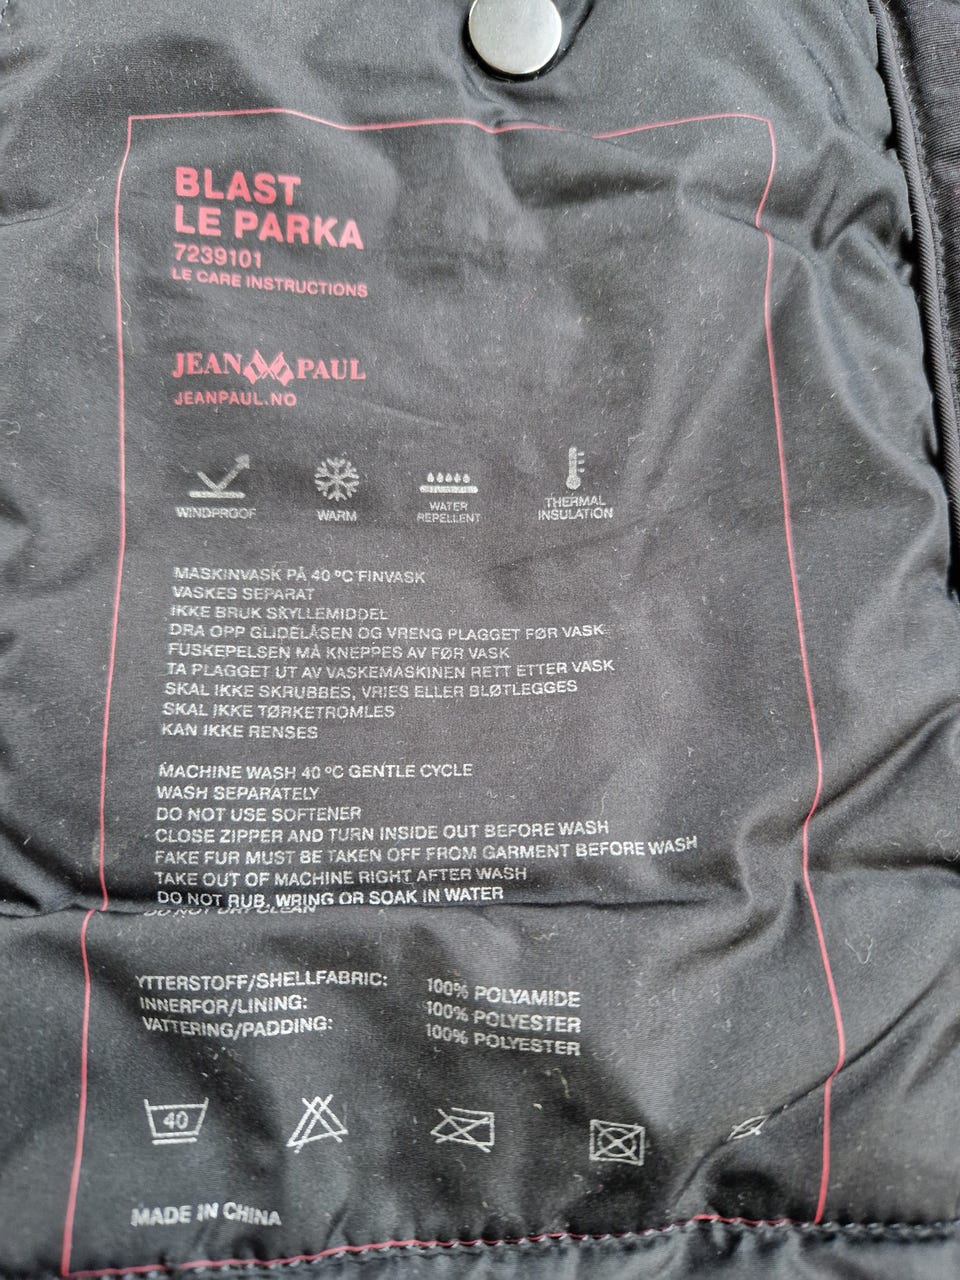 BLAST
LE PARKA
7239101
LE CARE INSTRUCTIONS
JEAN PAUL
JEANPAUL.NO
WINDPROOF
WARM
WATER
REPELLENT
THERMAL
INSULATION
MASKINVASK PÅ 40 °C FINVASK
VASKES SEPARAT
IKKE BRUK SKYLLEMIDDEL
DRA OPP GLIDELÅSEN OG VRENG PLAGGET FØR VASK
FUSKEPELSEN MÅ KNEPPES AV FØR VASK
TA PLAGGET UT AV VASKEMASKINEN RETT ETTER VASK
SKAL IKKE SKRUBBES, VRIES ELLER BLØTLEGGES
SKAL IKKE TØRKETROMLES
KAN IKKE RENSES
MACHINE WASH 40 °C GENTLE CYCLE
WASH SEPARATELY
DO NOT USE SOFTENER
CLOSE ZIPPER AND TURN INSIDE OUT BEFORE WASH
FAKE FUR MUST BE TAKEN OFF FROM GARMENT BEFORE WASH
TAKE OUT OF MACHINE RIGHT AFTER WASH
DO NOT RUB, WRING OR SOAK IN WATER
DO NOT DRY CLEAN
YTTERSTOFF/SHELLFABRIC: 100% POLYAMIDE
INNERFOR/LINING: 100% POLYESTER
VATTERING/PADDING: 100% POLYESTER
40
MADE IN CHINA